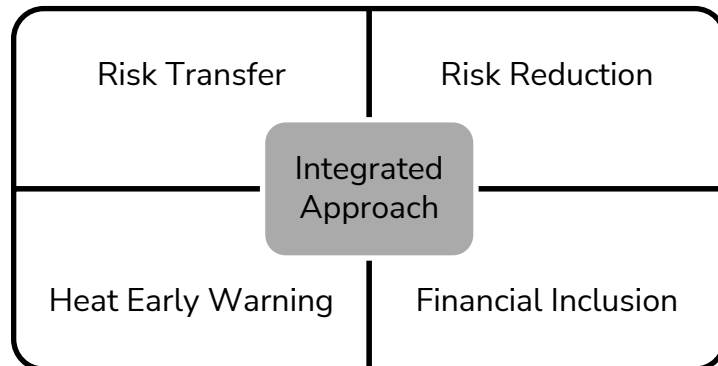 Risk Transfer
Risk Reduction
Integrated
Approach
Heat Early Warning
Financial Inclusion